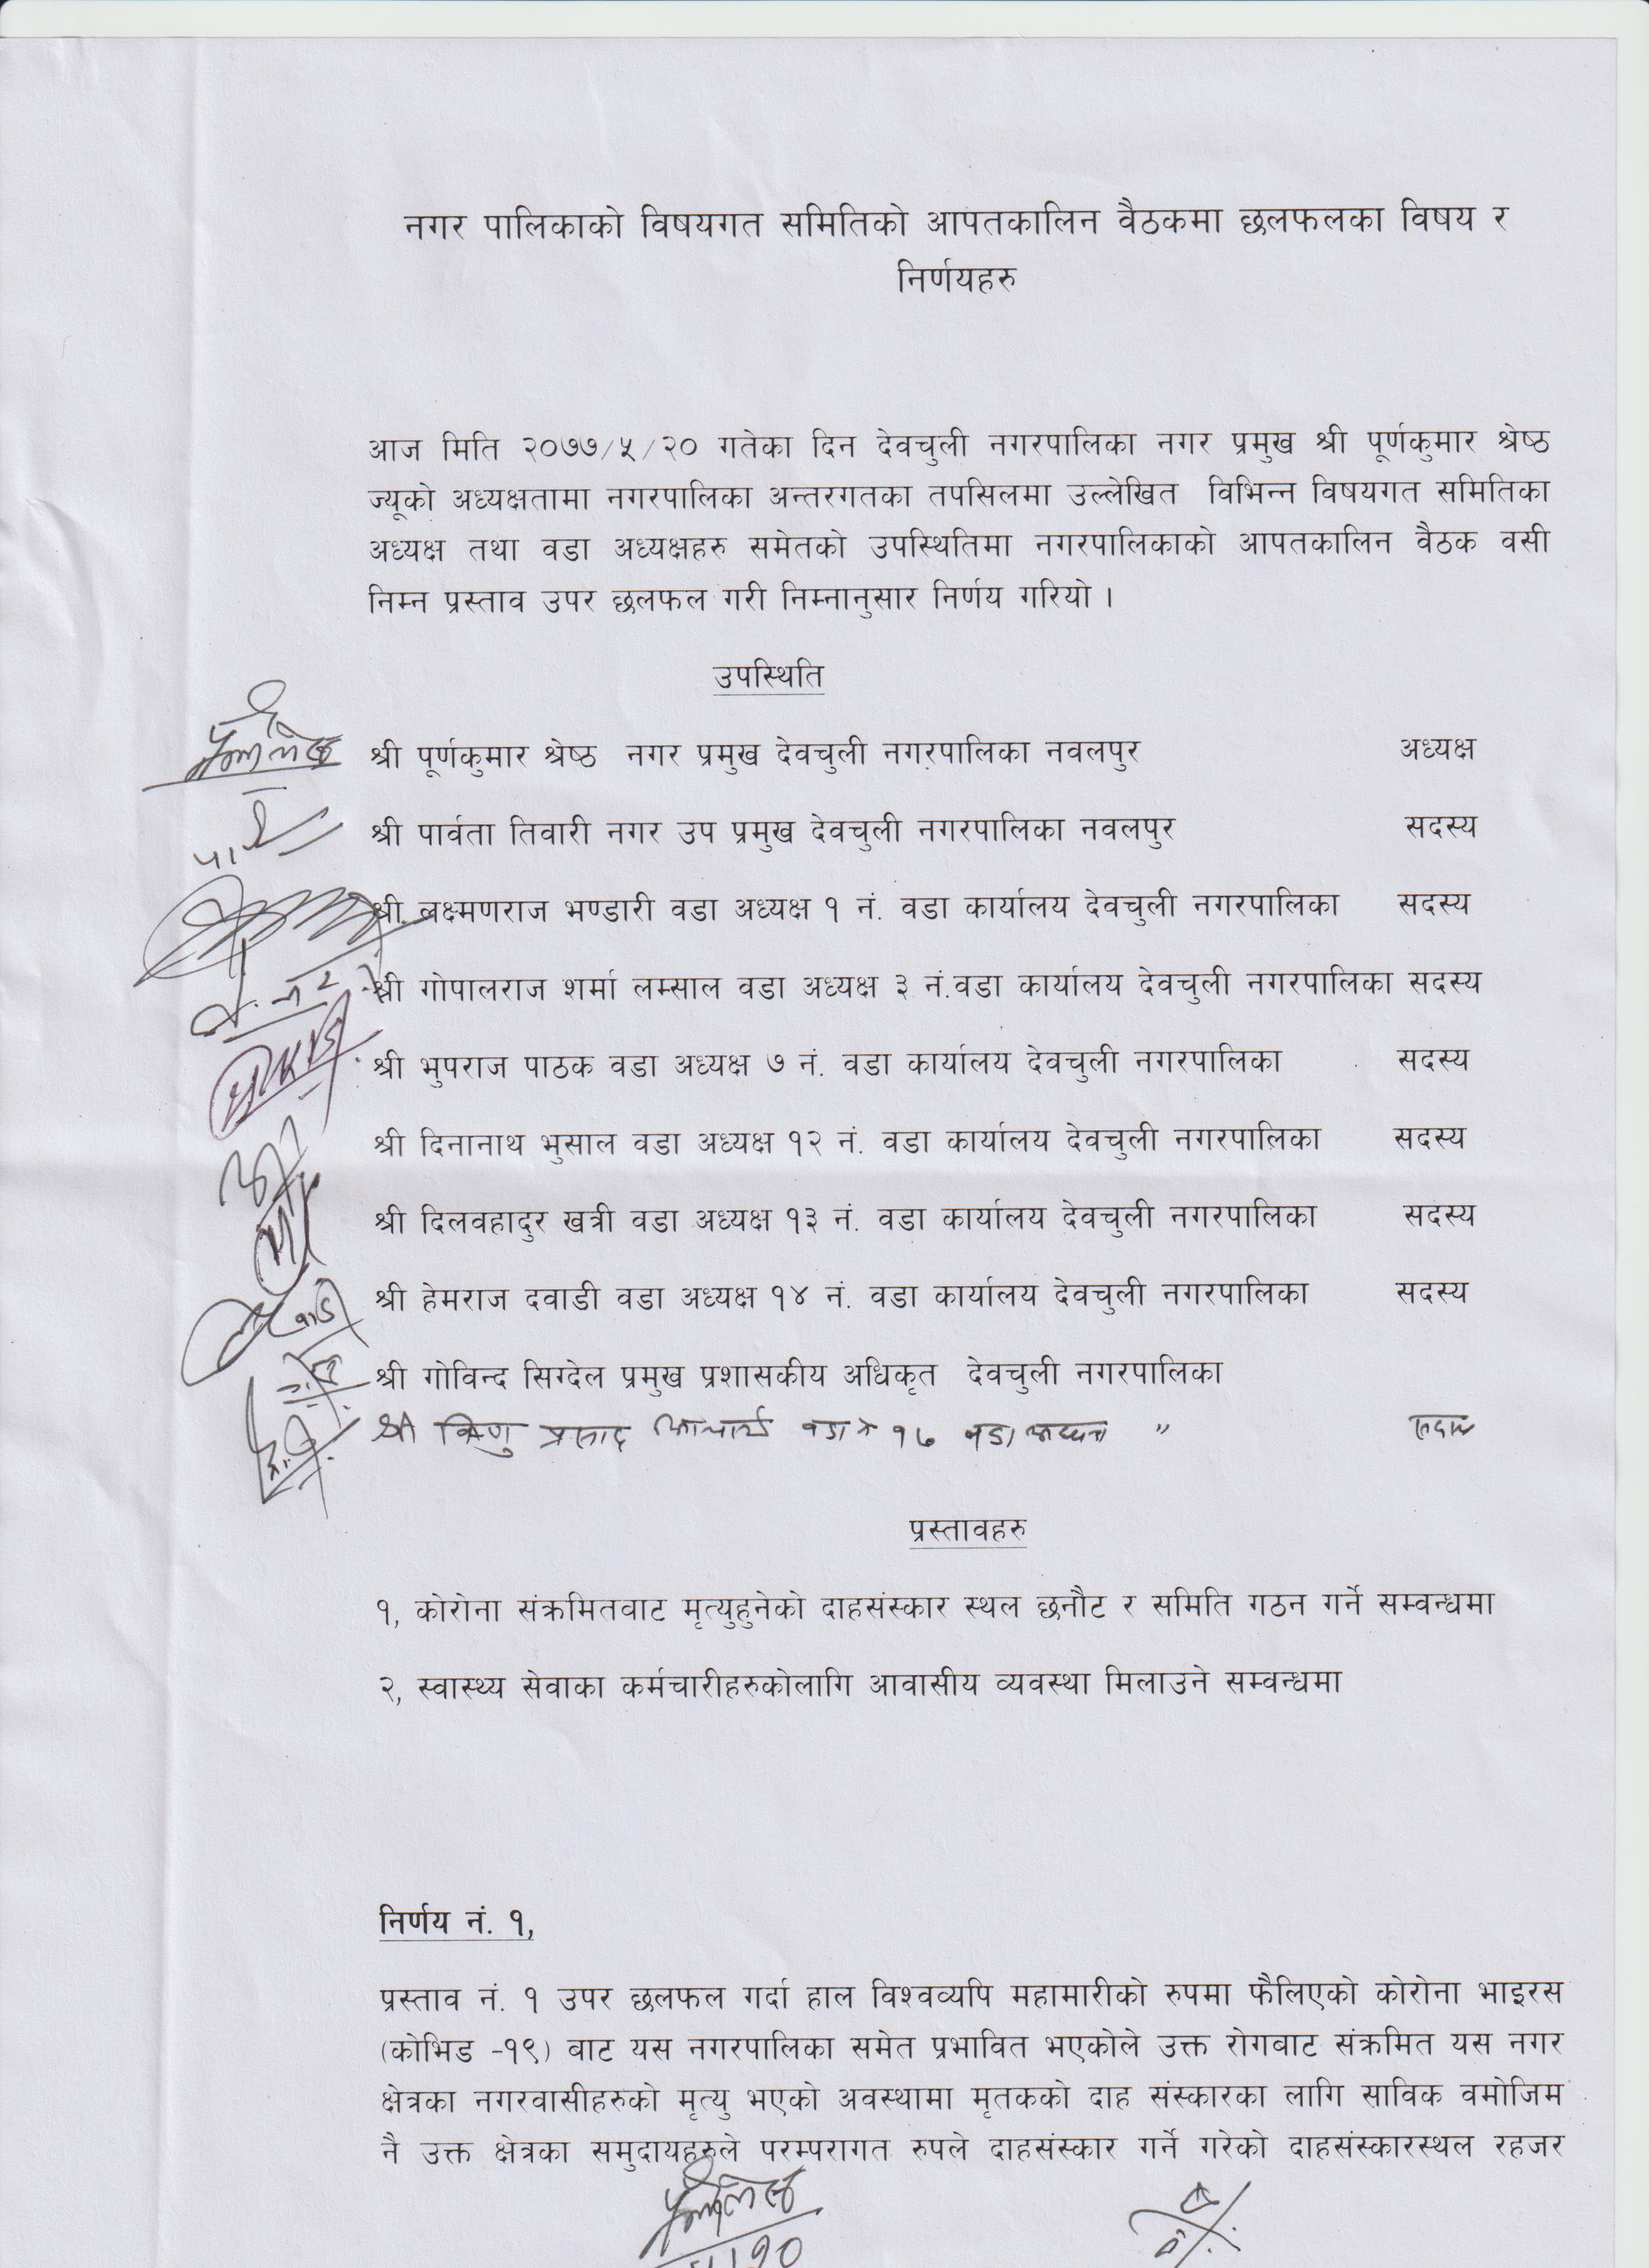 नगर पालिकाको विषयगत समितिको आपतकालिन वैठकमा छलफलका विषय र
निर्णयहरु
आज मिति २०७७/५/२० गतेका दिन देवचुली नगरपालिका नगर प्रमुख श्री पूर्णकुमार श्रेष्ठ
ज्यूको अध्यक्षतामा नगरपालिका अन्तरगतका तपसिलमा उल्लेखित विभिन्न विषयगत समितिका
अध्यक्ष तथा वडा अध्यक्षहरु समेतको उपस्थितिमा नगरपालिकाको आपतकालिन वैठक वसी
निम्न प्रस्ताव उपर छलफल गरी निम्नानुसार निर्णय गरियो ।
उपस्थिति
श्री पूर्णकुमार श्रेष्ठ नगर प्रमुख देवचुली नगरपालिका नवलपुर अध्यक्ष
श्री पार्वता तिवारी नगर उप प्रमुख देवचुली नगरपालिका नवलपुर सदस्य
श्री लक्ष्मणराज भण्डारी वडा अध्यक्ष १ नं. वडा कार्यालय देवचुली नगरपालिका सदस्य
श्री गोपालराज शर्मा लम्साल वडा अध्यक्ष ३ नं.वडा कार्यालय देवचुली नगरपालिका सदस्य
श्री भुपराज पाठक वडा अध्यक्ष ७ नं. वडा कार्यालय देवचुली नगरपालिका सदस्य
श्री दिनानाथ भुसाल वडा अध्यक्ष १२ नं. वडा कार्यालय देवचुली नगरपालिका सदस्य
श्री दिलवहादुर खत्री वडा अध्यक्ष १३ नं. वडा कार्यालय देवचुली नगरपालिका सदस्य
श्री हेमराज दवाडी वडा अध्यक्ष १४ नं. वडा कार्यालय देवचुली नगरपालिका सदस्य
श्री गोविन्द सिग्देल प्रमुख प्रशासकीय अधिकृत देवचुली नगरपालिका
श्री विष्णु प्रसाद आचार्य वडा नं १७ वडा अध्यक्ष " सदस्य
प्रस्तावहरु
१, कोरोना संक्रमितवाट मृत्युहुनेको दाहसंस्कार स्थल छनौट र समिति गठन गर्ने सम्वन्धमा
२, स्वास्थ्य सेवाका कर्मचारीहरुकोलागि आवासीय व्यवस्था मिलाउने सम्वन्धमा
निर्णय नं. १,
प्रस्ताव नं. १ उपर छलफल गर्दा हाल विश्वव्यपि महामारीको रुपमा फैलिएको कोरोना भाइरस
(कोभिड -१९) बाट यस नगरपालिका समेत प्रभावित भएकोले उक्त रोगबाट संक्रमित यस नगर
क्षेत्रका नगरवासीहरुको मृत्यु भएको अवस्थामा मृतकको दाह संस्कारका लागि साविक वमोजिम
नै उक्त क्षेत्रका समुदायहरुले परम्परागत रुपले दाहसंस्कार गर्ने गरेको दाहसंस्कारस्थल रहजर